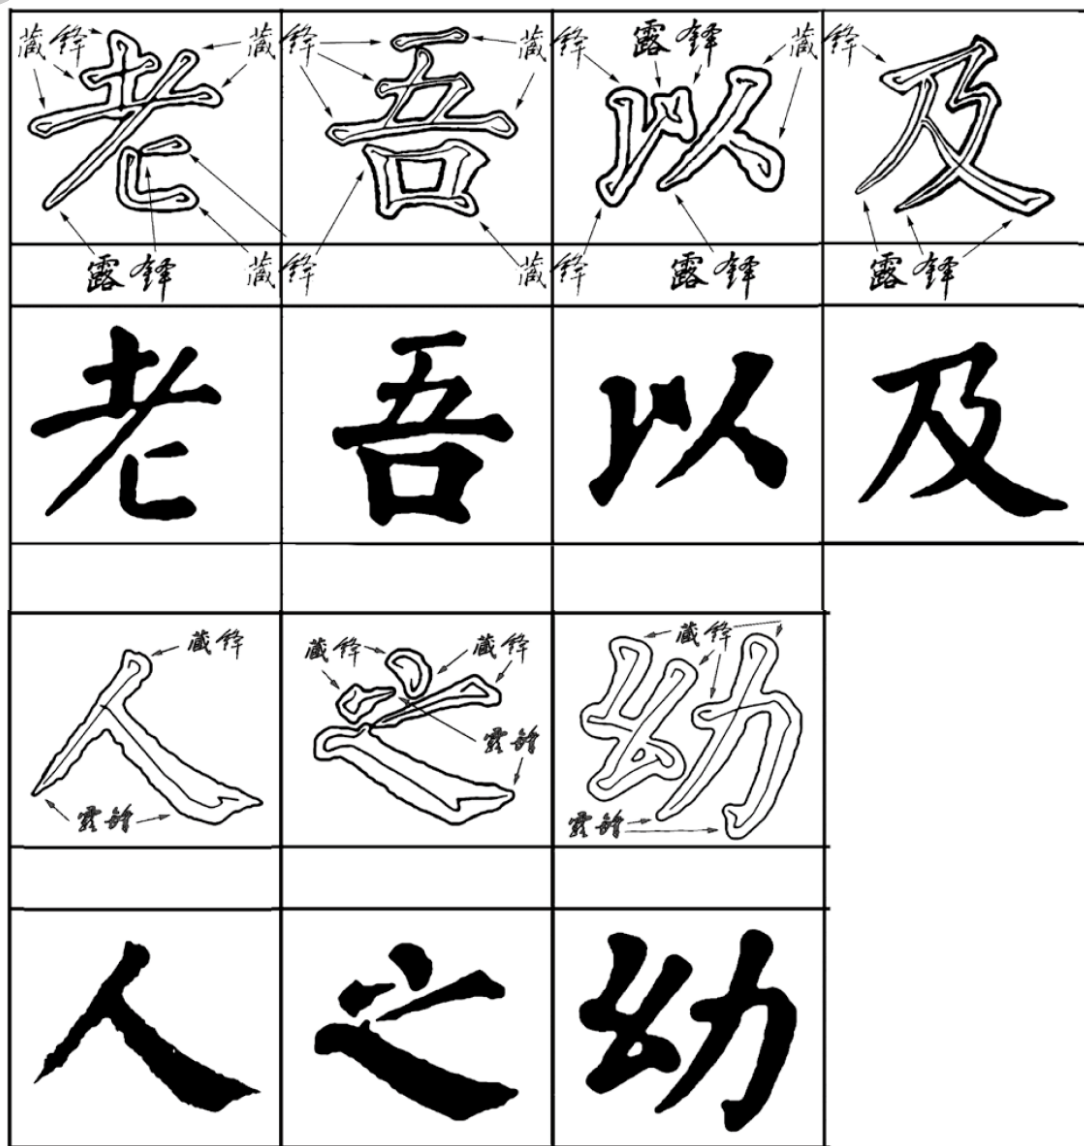 藏锋 藏锋 露锋 藏锋
老 吾 以 及
露锋 藏锋 藏锋 露锋 露锋
老 吾 以 及
藏锋 藏锋 藏锋 藏锋
露锋
人 之 幼
露锋 露锋
人 之 幼